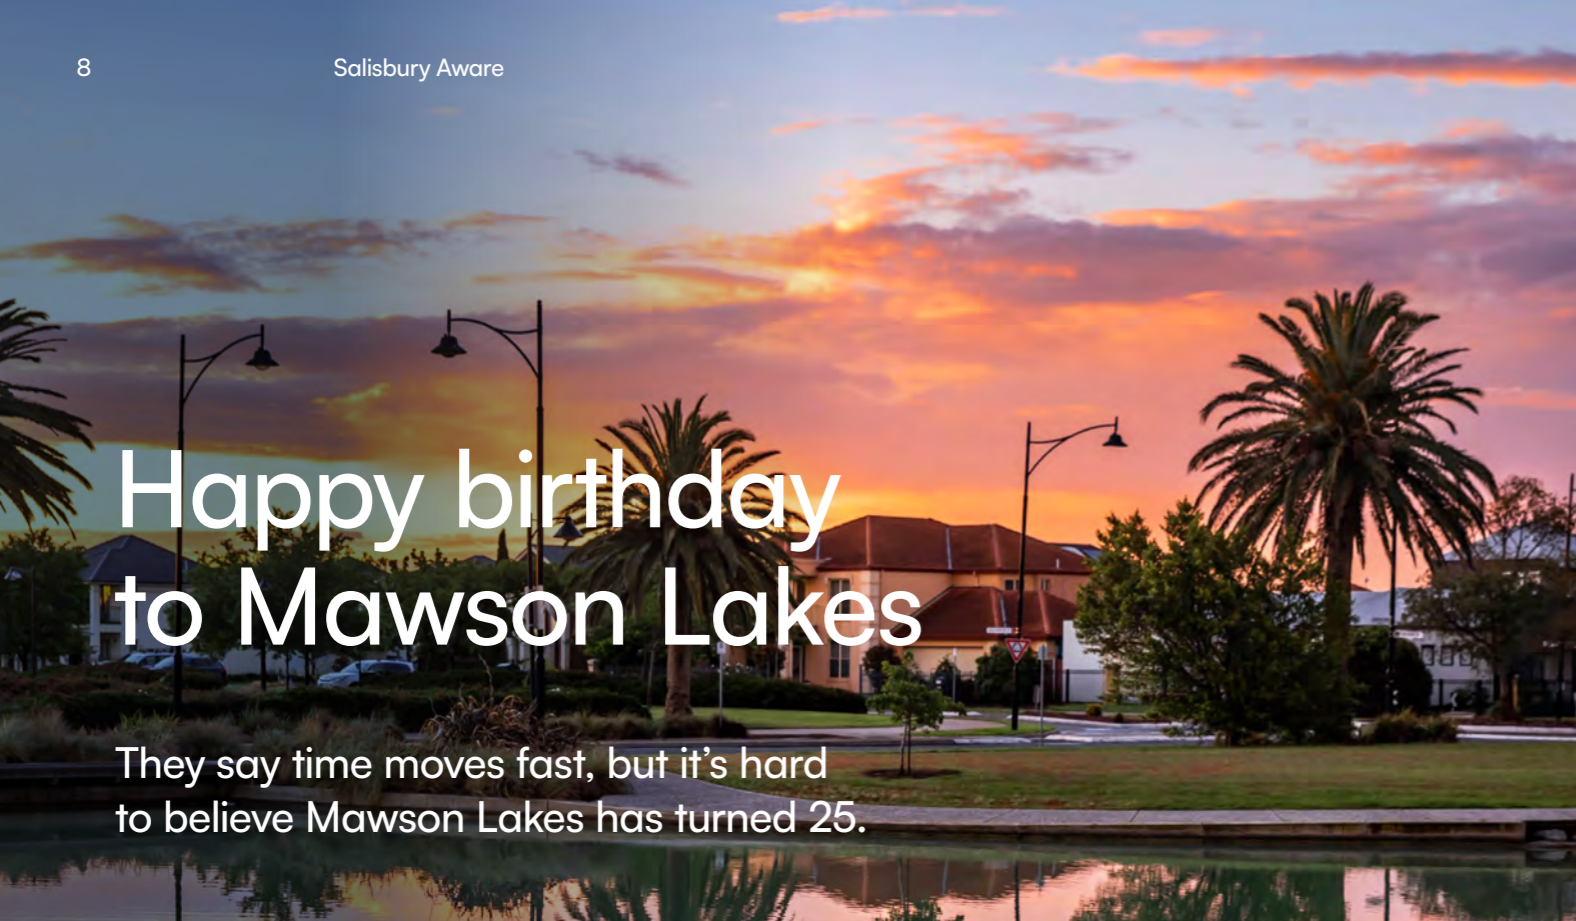 8
Salisbury Aware
Happy birthday
to Mawson Lakes
They say time moves fast, but it’s hard
to believe Mawson Lakes has turned 25.